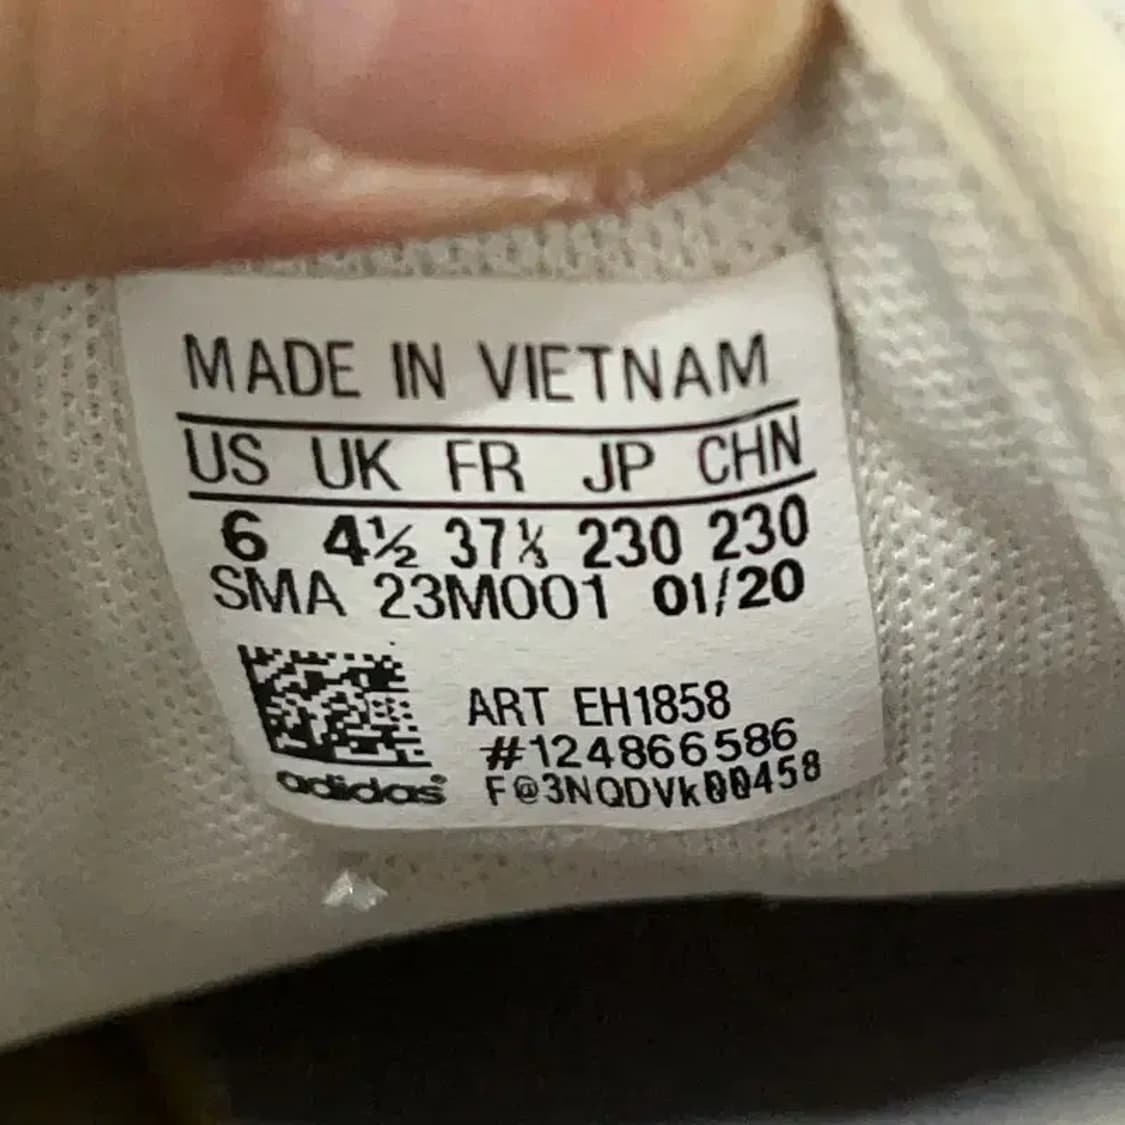 MADE IN VIETNAM
US UK FR JP CHN
6 4½ 37⅓ 230 230
SMA 23M001 01/20
ART EH1858
#124866586
adidas® F@3NQDVk00458